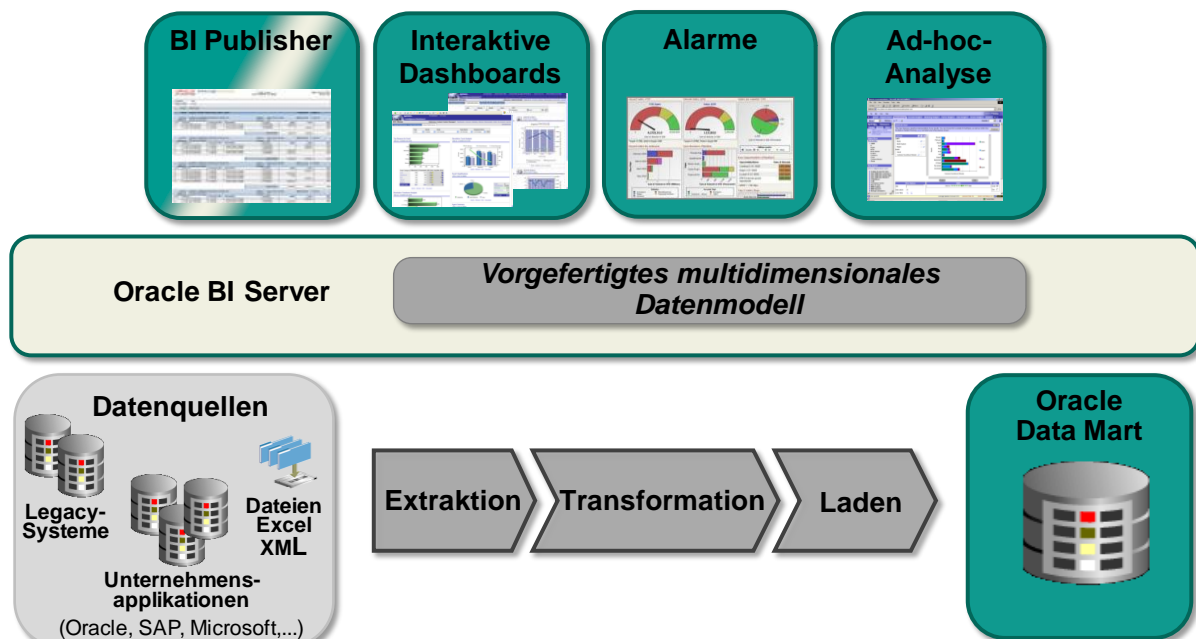 BI Publisher
Interaktive
Dashboards
Alarme
Ad-hoc-
Analyse
Oracle BI Server
Vorgefertigtes multidimensionales
Datenmodell
Datenquellen
Legacy-
Systeme
Dateien
Excel
XML
Unternehmens-
applikationen
(Oracle, SAP, Microsoft,...)
Extraktion
Transformation
Laden
Oracle
Data Mart